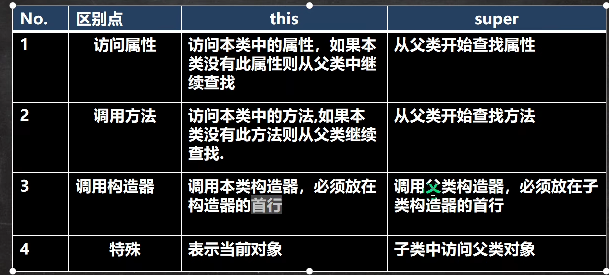 No. 区别点 this super
1 访问属性 访问本类中的属性，如果本 从父类开始查找属性
类没有此属性则从父类中继
续查找
2 调用方法 访问本类中的方法,如果本 从父类开始查找方法
类没有此方法则从父类继续
查找.
3 调用构造器 调用本类构造器，必须放在 调用父类构造器，必须放在子
构造器的首行 类构造器的首行
4 特殊 表示当前对象 子类中访问父类对象